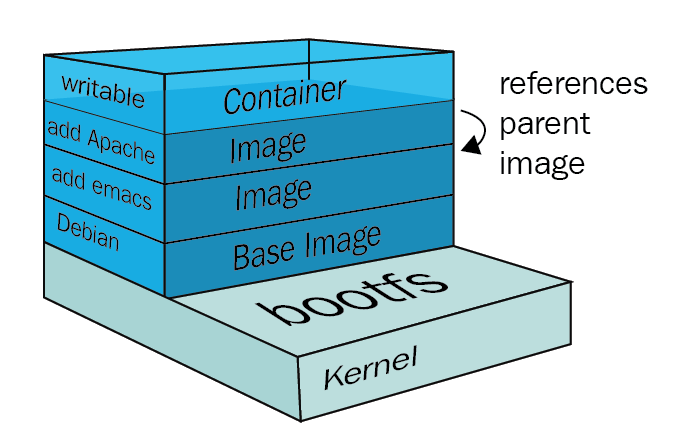 writable
Container
references
parent
image
add Apache
Image
add emacs
Image
Debian
Base Image
bootfs
Kernel